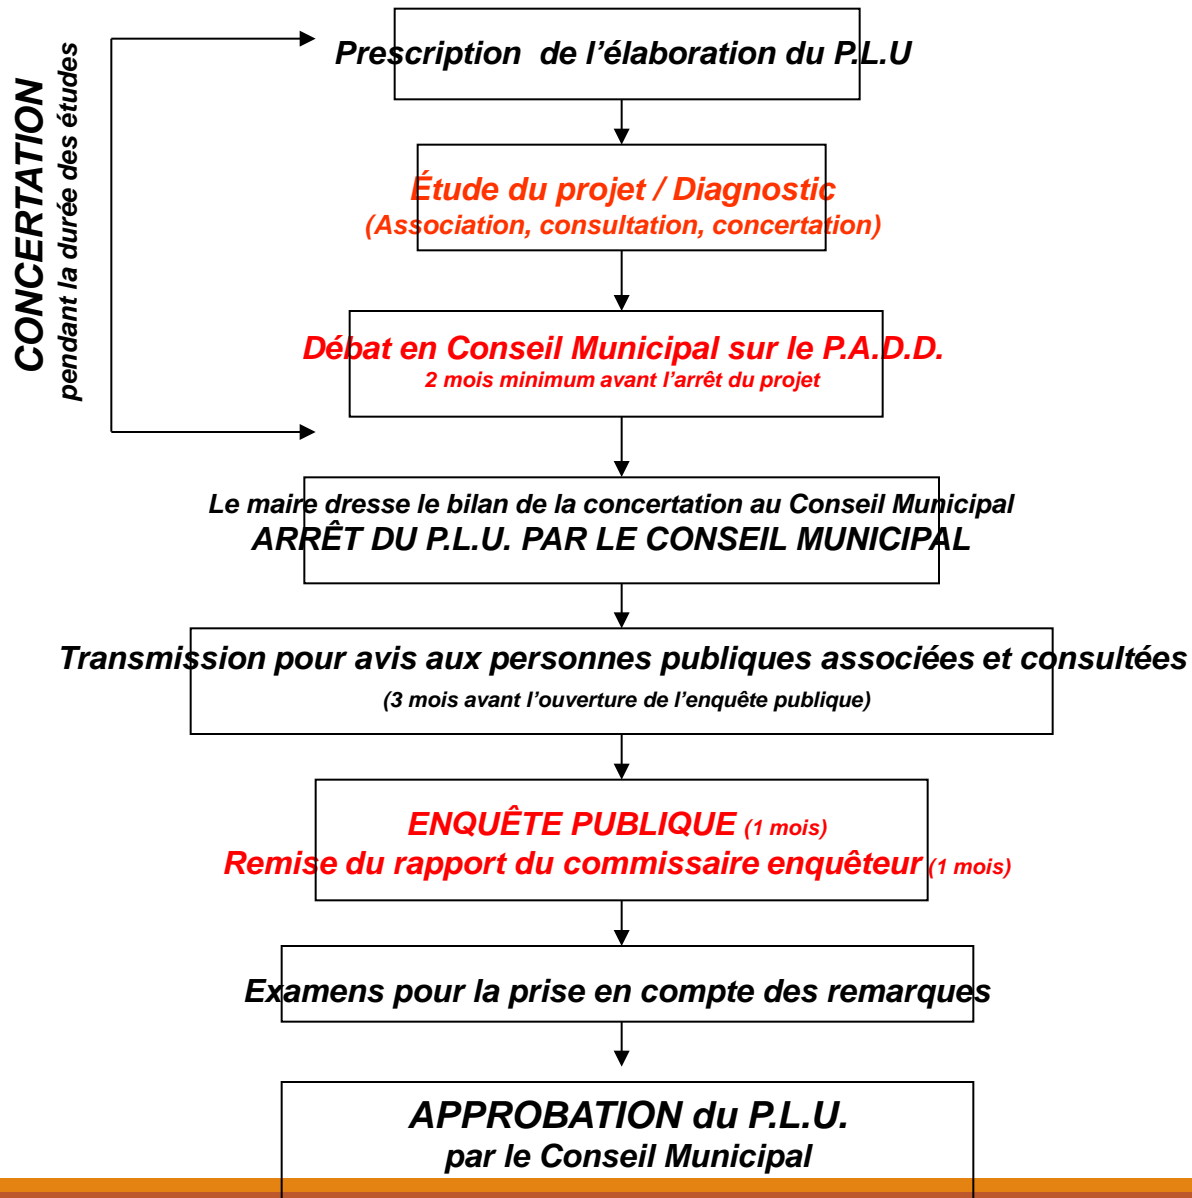 CONCERTATION
pendant la durée des études
Prescription de l’élaboration du P.L.U
Étude du projet / Diagnostic
(Association, consultation, concertation)
Débat en Conseil Municipal sur le P.A.D.D.
2 mois minimum avant l’arrêt du projet
Le maire dresse le bilan de la concertation au Conseil Municipal
ARRÊT DU P.L.U. PAR LE CONSEIL MUNICIPAL
Transmission pour avis aux personnes publiques associées et consultées
(3 mois avant l’ouverture de l’enquête publique)
ENQUÊTE PUBLIQUE (1 mois)
Remise du rapport du commissaire enquêteur (1 mois)
Examens pour la prise en compte des remarques
APPROBATION du P.L.U.
par le Conseil Municipal